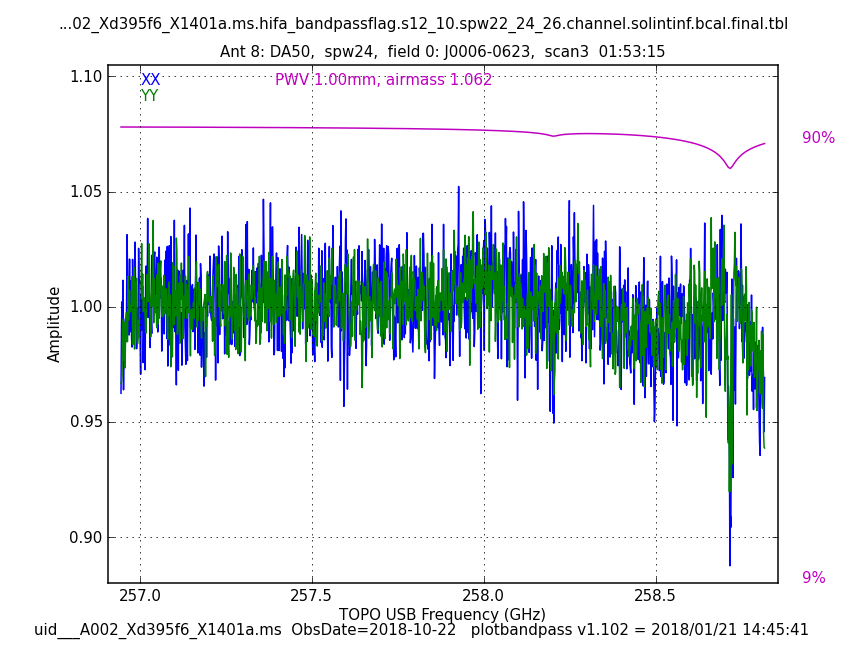 ...02_Xd395f6_X1401a.ms.hifa_bandpassflag.s12_10.spw22_24_26.channel.solintinf.bcal.final.tbl
Ant 8: DA50, spw24, field 0: J0006-0623, scan3 01:53:15
1.10
XX
PWV 1.00mm, airmass 1.062
YY
90%
1.05
1.00
Amplitude
0.95
0.90
9%
257.0 257.5 258.0 258.5
TOPO USB Frequency (GHz)
uid___A002_Xd395f6_X1401a.ms ObsDate=2018-10-22 plotbandpass v1.102 = 2018/01/21 14:45:41